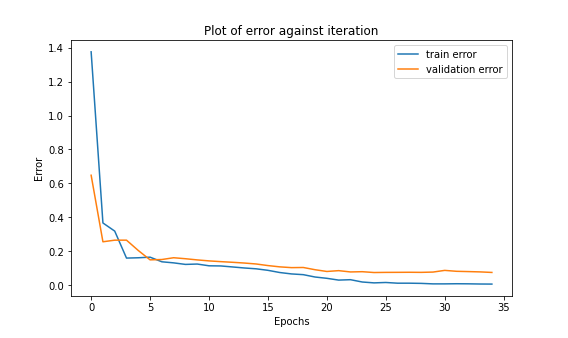 Plot of error against iteration
train error
validation error
Error
1.4
1.2
1.0
0.8
0.6
0.4
0.2
0.0
0 5 10 15 20 25 30 35
Epochs